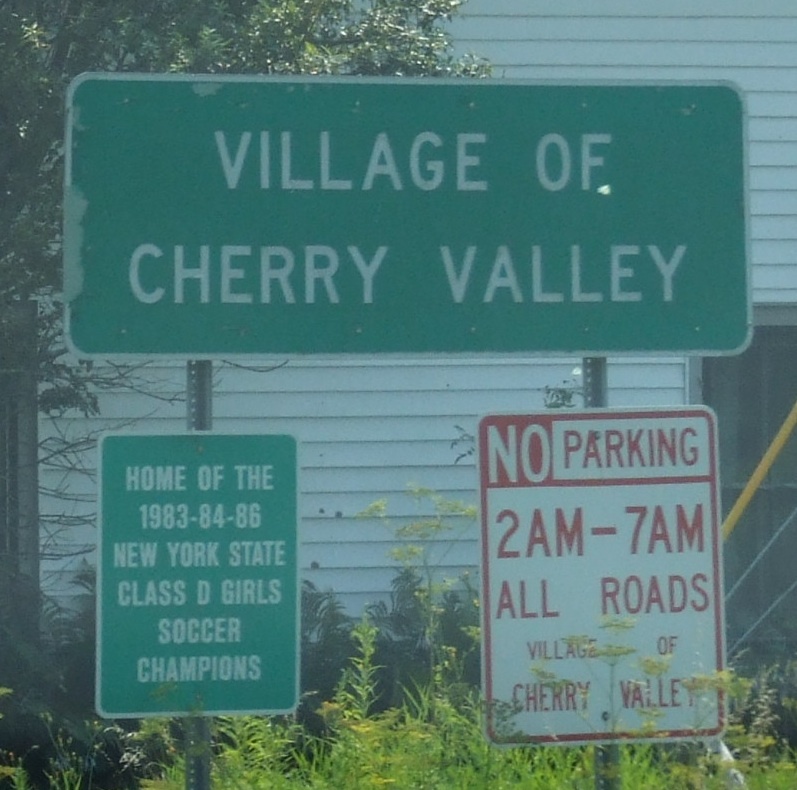 VILLAGE OF
CHERRY VALLEY
HOME OF THE
1983-84-86
NEW YORK STATE
CLASS D GIRLS
SOCCER
CHAMPIONS
NO PARKING
2AM-7AM
ALL ROADS
VILLAGE OF
CHERRY VALLEY